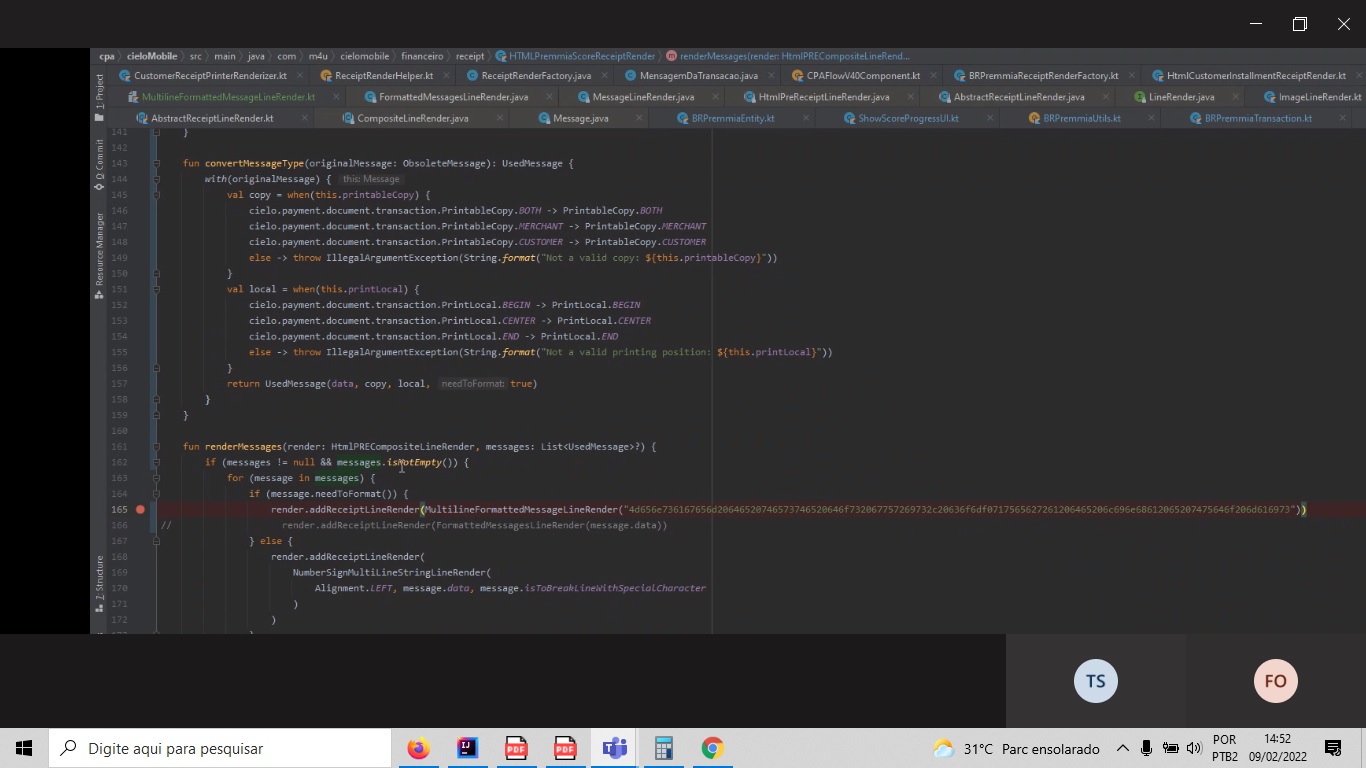 cpa cieloMobile src main java com m4u cielomobile financeiro receipt HTMLPremmiaScoreReceiptRender renderMessages(render: HtmlPRECompositeLineRend...
CustomerReceiptPrinterRenderizer.kt ReceiptRenderHelper.kt ReceiptRenderFactory.java MensagemDaTransacao.java CPAFlowV40Component.kt BRPremmiaReceiptRenderFactory.kt HtmlCustomerInstallmentReceiptRender.kt
MultilineFormattedMessageLineRender.kt FormattedMessagesLineRender.java MessageLineRender.java HtmlPreReceiptLineRender.java AbstractReceiptLineRender.java LineRender.java ImageLineRender.kt
AbstractReceiptLineRender.kt CompositeLineRender.java Message.java BRPremmiaEntity.kt ShowScoreProgressUI.kt BRPremmiaUtils.kt BRPremmiaTransaction.kt
1: Project
0: Commit
Resource Manager
7: Structure
141 }
142
143 fun convertMessageType(originalMessage: ObsoleteMessage): UsedMessage {
144 with(originalMessage) { this: Message
145 val copy = when(this.printableCopy) {
146 cielo.payment.document.transaction.PrintableCopy.BOTH -> PrintableCopy.BOTH
147 cielo.payment.document.transaction.PrintableCopy.MERCHANT -> PrintableCopy.MERCHANT
148 cielo.payment.document.transaction.PrintableCopy.CUSTOMER -> PrintableCopy.CUSTOMER
149 else -> throw IllegalArgumentException(String.format("Not a valid copy: ${this.printableCopy}"))
150 }
151 val local = when(this.printLocal) {
152 cielo.payment.document.transaction.PrintLocal.BEGIN -> PrintLocal.BEGIN
153 cielo.payment.document.transaction.PrintLocal.CENTER -> PrintLocal.CENTER
154 cielo.payment.document.transaction.PrintLocal.END -> PrintLocal.END
155 else -> throw IllegalArgumentException(String.format("Not a valid printing position: ${this.printLocal}"))
156 }
157 return UsedMessage(data, copy, local, needToFormat: true)
158 }
159 }
160
161 fun renderMessages(render: HtmlPRECompositeLineRender, messages: List<UsedMessage>?) {
162 if (messages != null && messages.isNotEmpty()) {
163 for (message in messages) {
164 if (message.needToFormat()) {
165 render.addReceiptLineRender(MultilineFormattedMessageLineRender("4d656e736167656d20646520746573746520646f732067757269732c20636f6df0717565627261206465206c696e68612065207475646f206d616973"))
166 // render.addReceiptLineRender(FormattedMessagesLineRender(message.data))
167 } else {
168 render.addReceiptLineRender(
169 NumberSignMultiLineStringLineRender(
170 Alignment.LEFT, message.data, message.isToBreakLineWithSpecialCharacter
171 )
172 )
TS FO
Digite aqui para pesquisar
31°C Parc ensolarado
POR
PTB2
14:52
09/02/2022